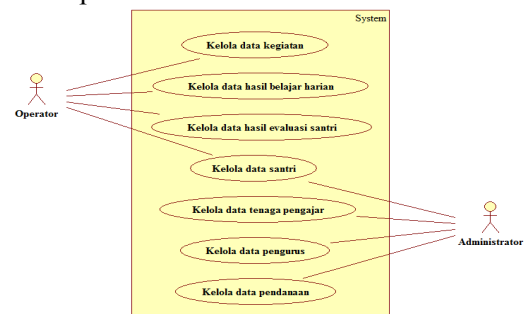 System
Kelola data kegiatan
Kelola data hasil belajar harian
Operator
Kelola data hasil evaluasi santri
Kelola data santri
Kelola data tenaga pengajar
Administrator
Kelola data pengurus
Kelola data pendanaan